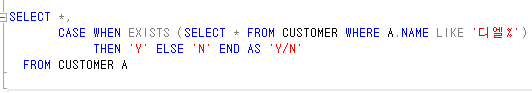 SELECT *,
CASE WHEN EXISTS (SELECT * FROM CUSTOMER WHERE A.NAME LIKE '디엘%')
THEN 'Y' ELSE 'N' END AS 'Y/N'
FROM CUSTOMER A